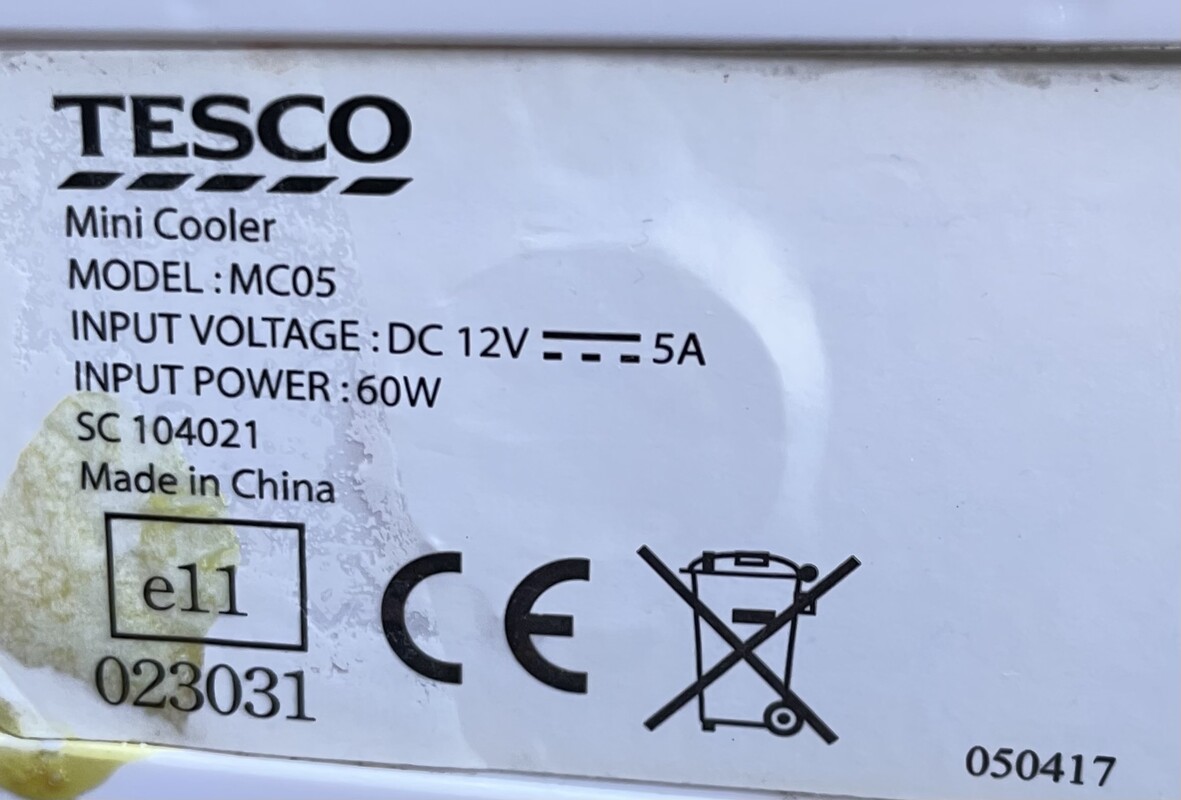 TESCO
Mini Cooler
MODEL : MC05
INPUT VOLTAGE : DC 12V ⎓ 5A
INPUT POWER : 60W
SC 104021
Made in China
e11
023031
CE
050417